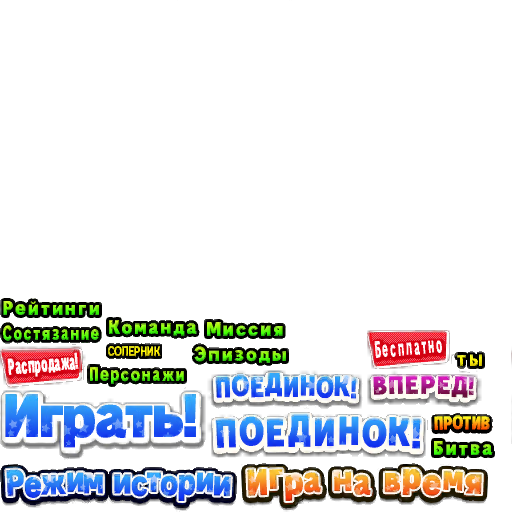 Рейтинги
Состязание
Команда
Миссия
Распродажа!
СОПЕРНИК
Эпизоды
Бесплатно
ты
Персонажи
ПОЕДИНОК!
ВПЕРЕД!
Играть!
ПОЕДИНОК!
ПРОТИВ
Битва
Режим истории
Игра на время